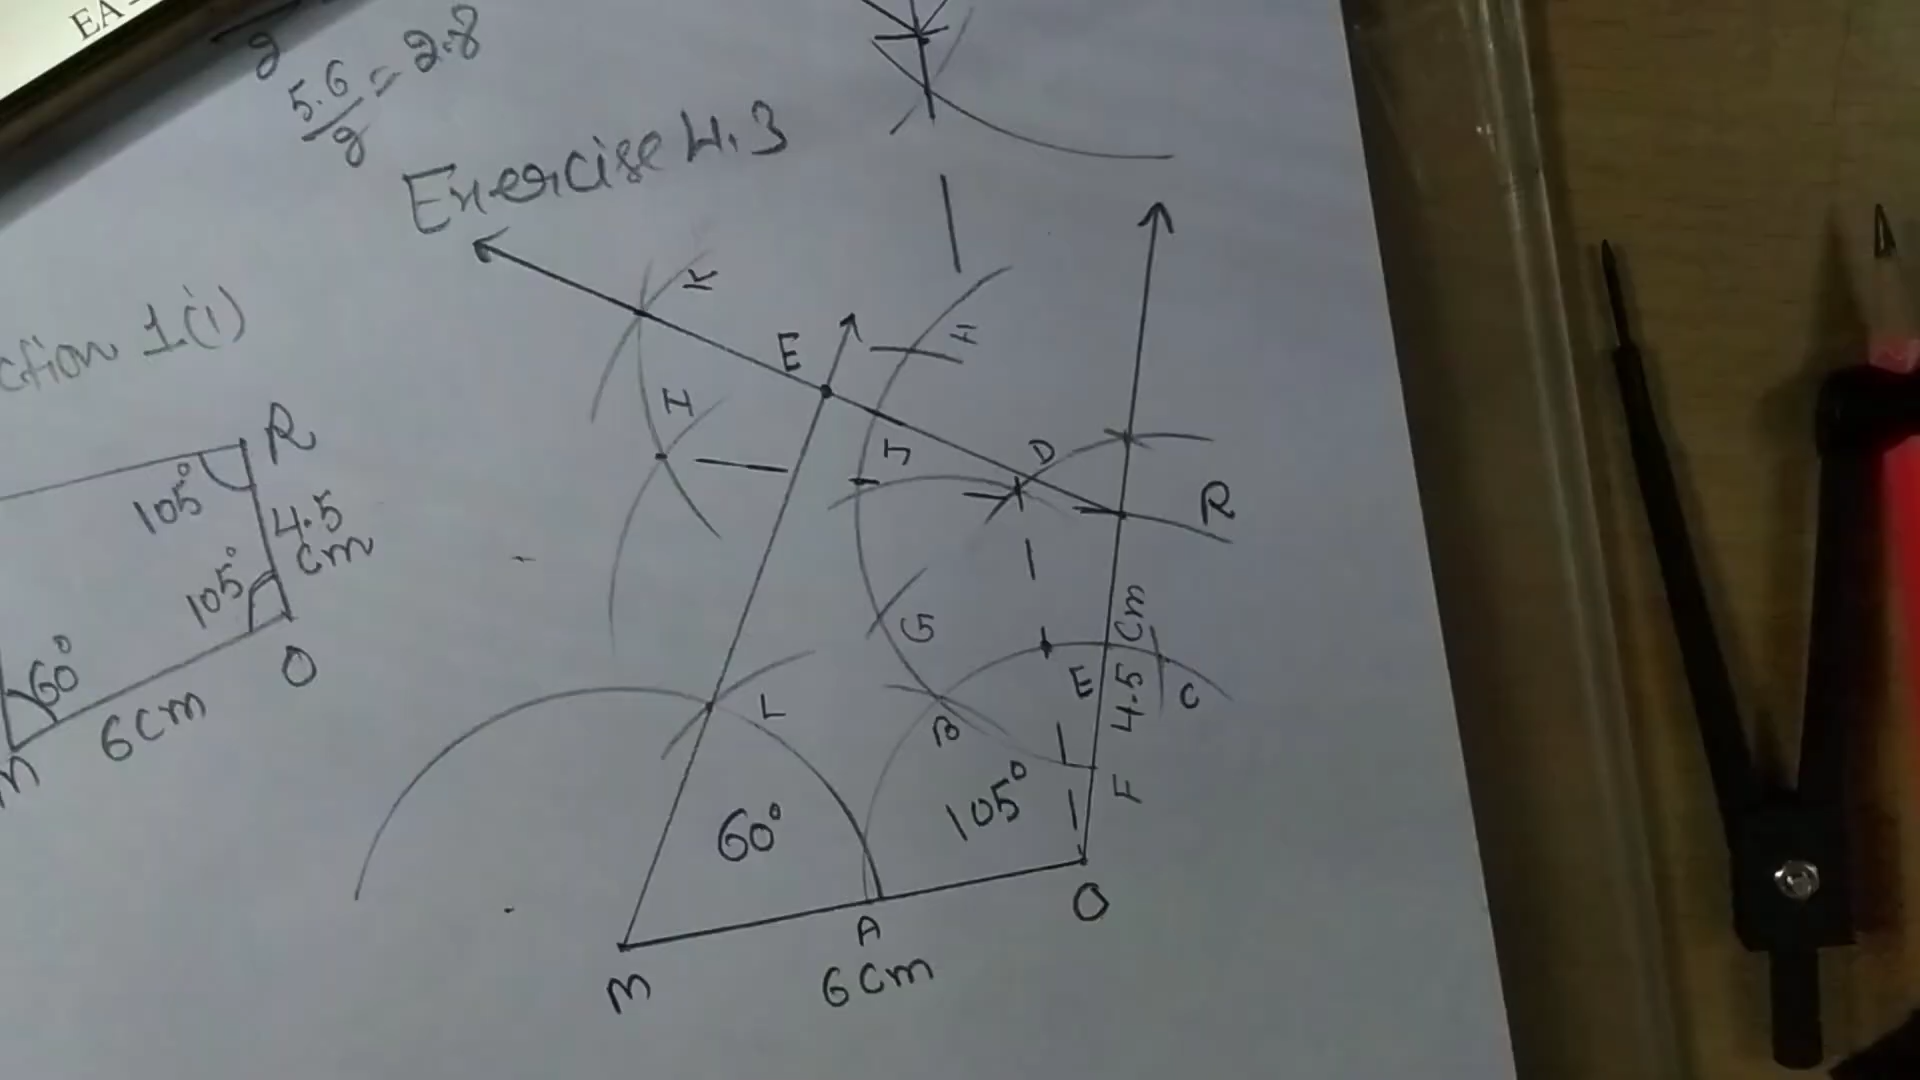 EA
2
5.6/2 = 2.8
Exercise 4.3
ction 1(i)
R
105°
4.5
cm
105°
60°
6cm
O
M
K
E
H
I
J
D
R
G
4.5 cm
E
C
B
L
F
60°
105°
A
O
M
6cm